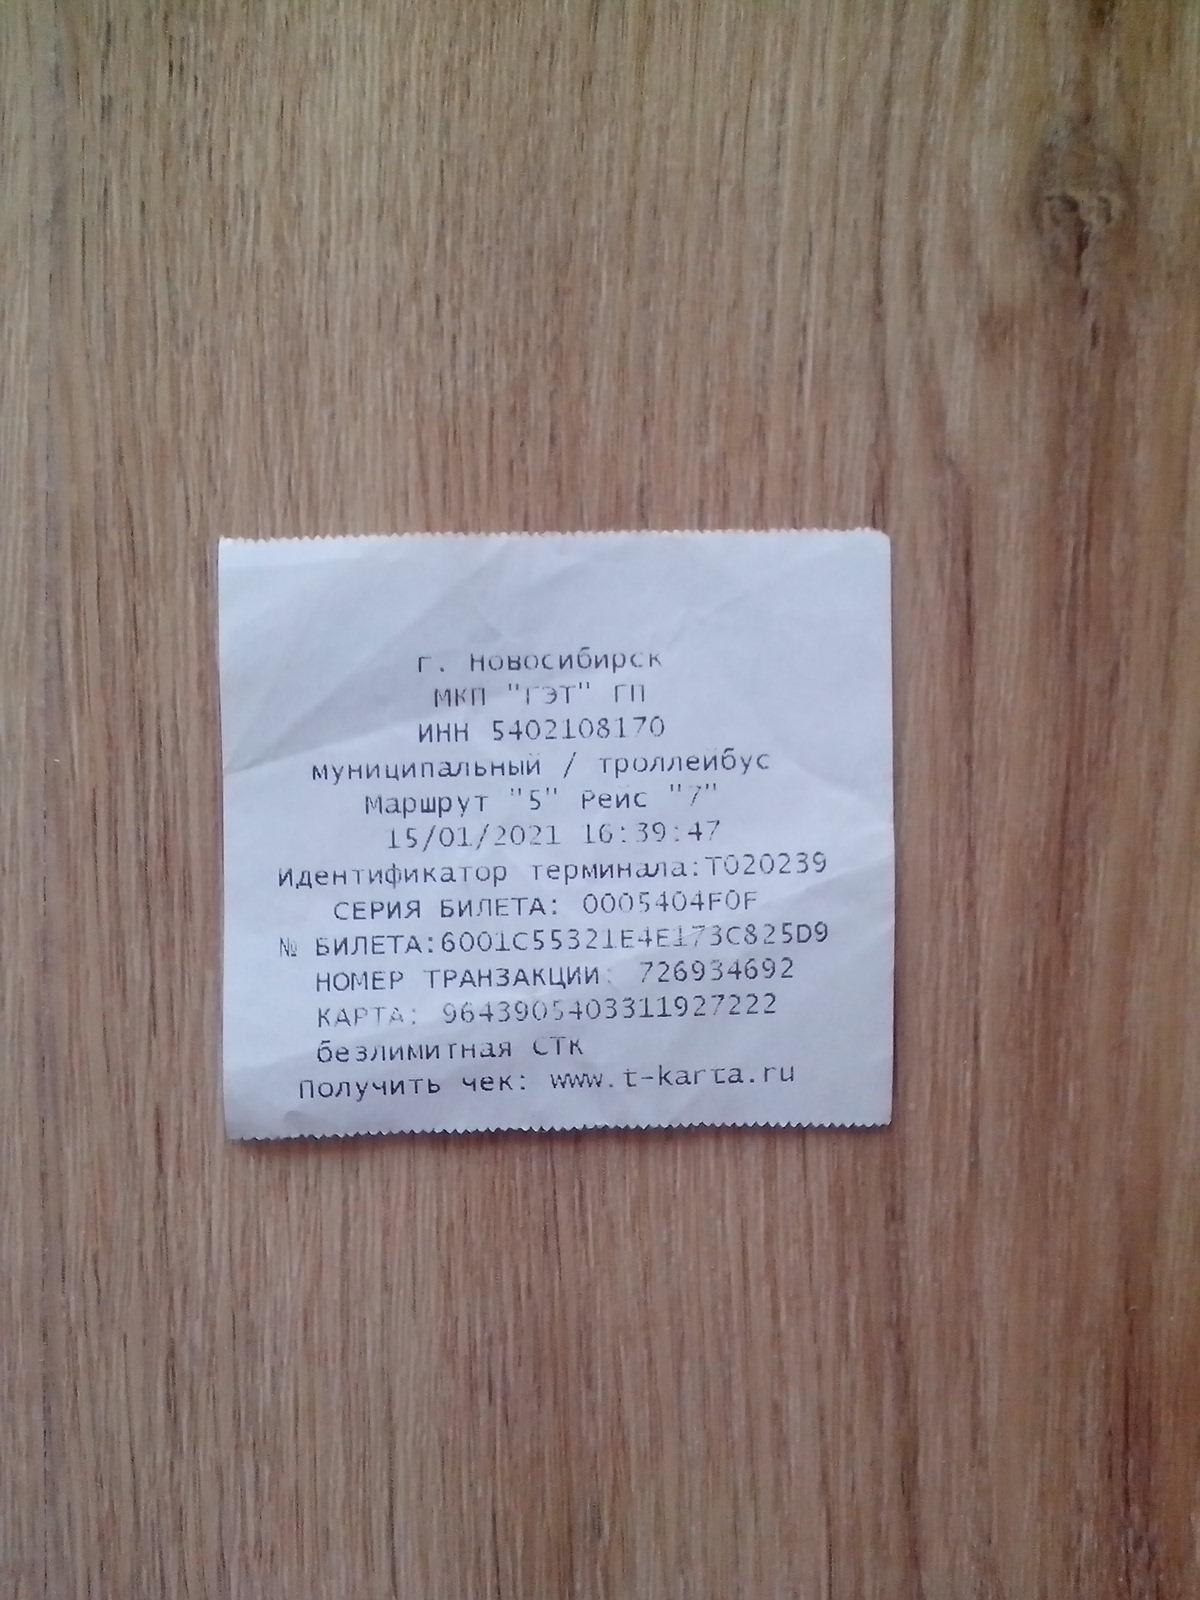 г. Новосибирск
МКП "ГЭТ" ГП
ИНН 5402108170
муниципальный / троллейбус
Маршрут "5" Рейс "7"
15/01/2021 16:39:47
Идентификатор терминала:T020239
СЕРИЯ БИЛЕТА: 0005404F0F
№ БИЛЕТА:6001C55321E4E173C825D9
НОМЕР ТРАНЗАКЦИИ: 726934692
КАРТА: 9643905403311927222
безлимитная СТК
Получить чек: www.t-karta.ru